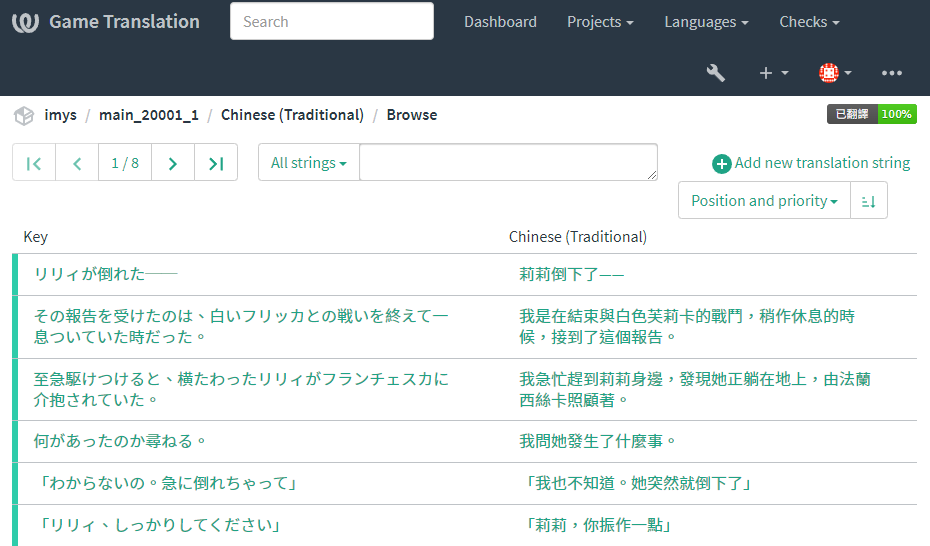 Game Translation
Search
Dashboard
Projects
Languages
Checks
imys / main_20001_1 / Chinese (Traditional) / Browse
已翻譯 100%
1 / 8
All strings
Add new translation string
Position and priority
Key
Chinese (Traditional)
リリィが倒れた──
莉莉倒下了——
その報告を受けたのは、白いフリッカとの戦いを終えて一
息ついていた時だった。
我是在結束與白色芙莉卡的戰鬥，稍作休息的時
候，接到了這個報告。
至急駆けつけると、横たわったリリィがフランチェスカに
介抱されていた。
我急忙趕到莉莉身邊，發現她正躺在地上，由法蘭
西絲卡照顧著。
何があったのか尋ねる。
我問她發生了什麼事。
「わからないの。急に倒れちゃって」
「我也不知道。她突然就倒下了」
「リリィ、しっかりしてください」
「莉莉，你振作一點」